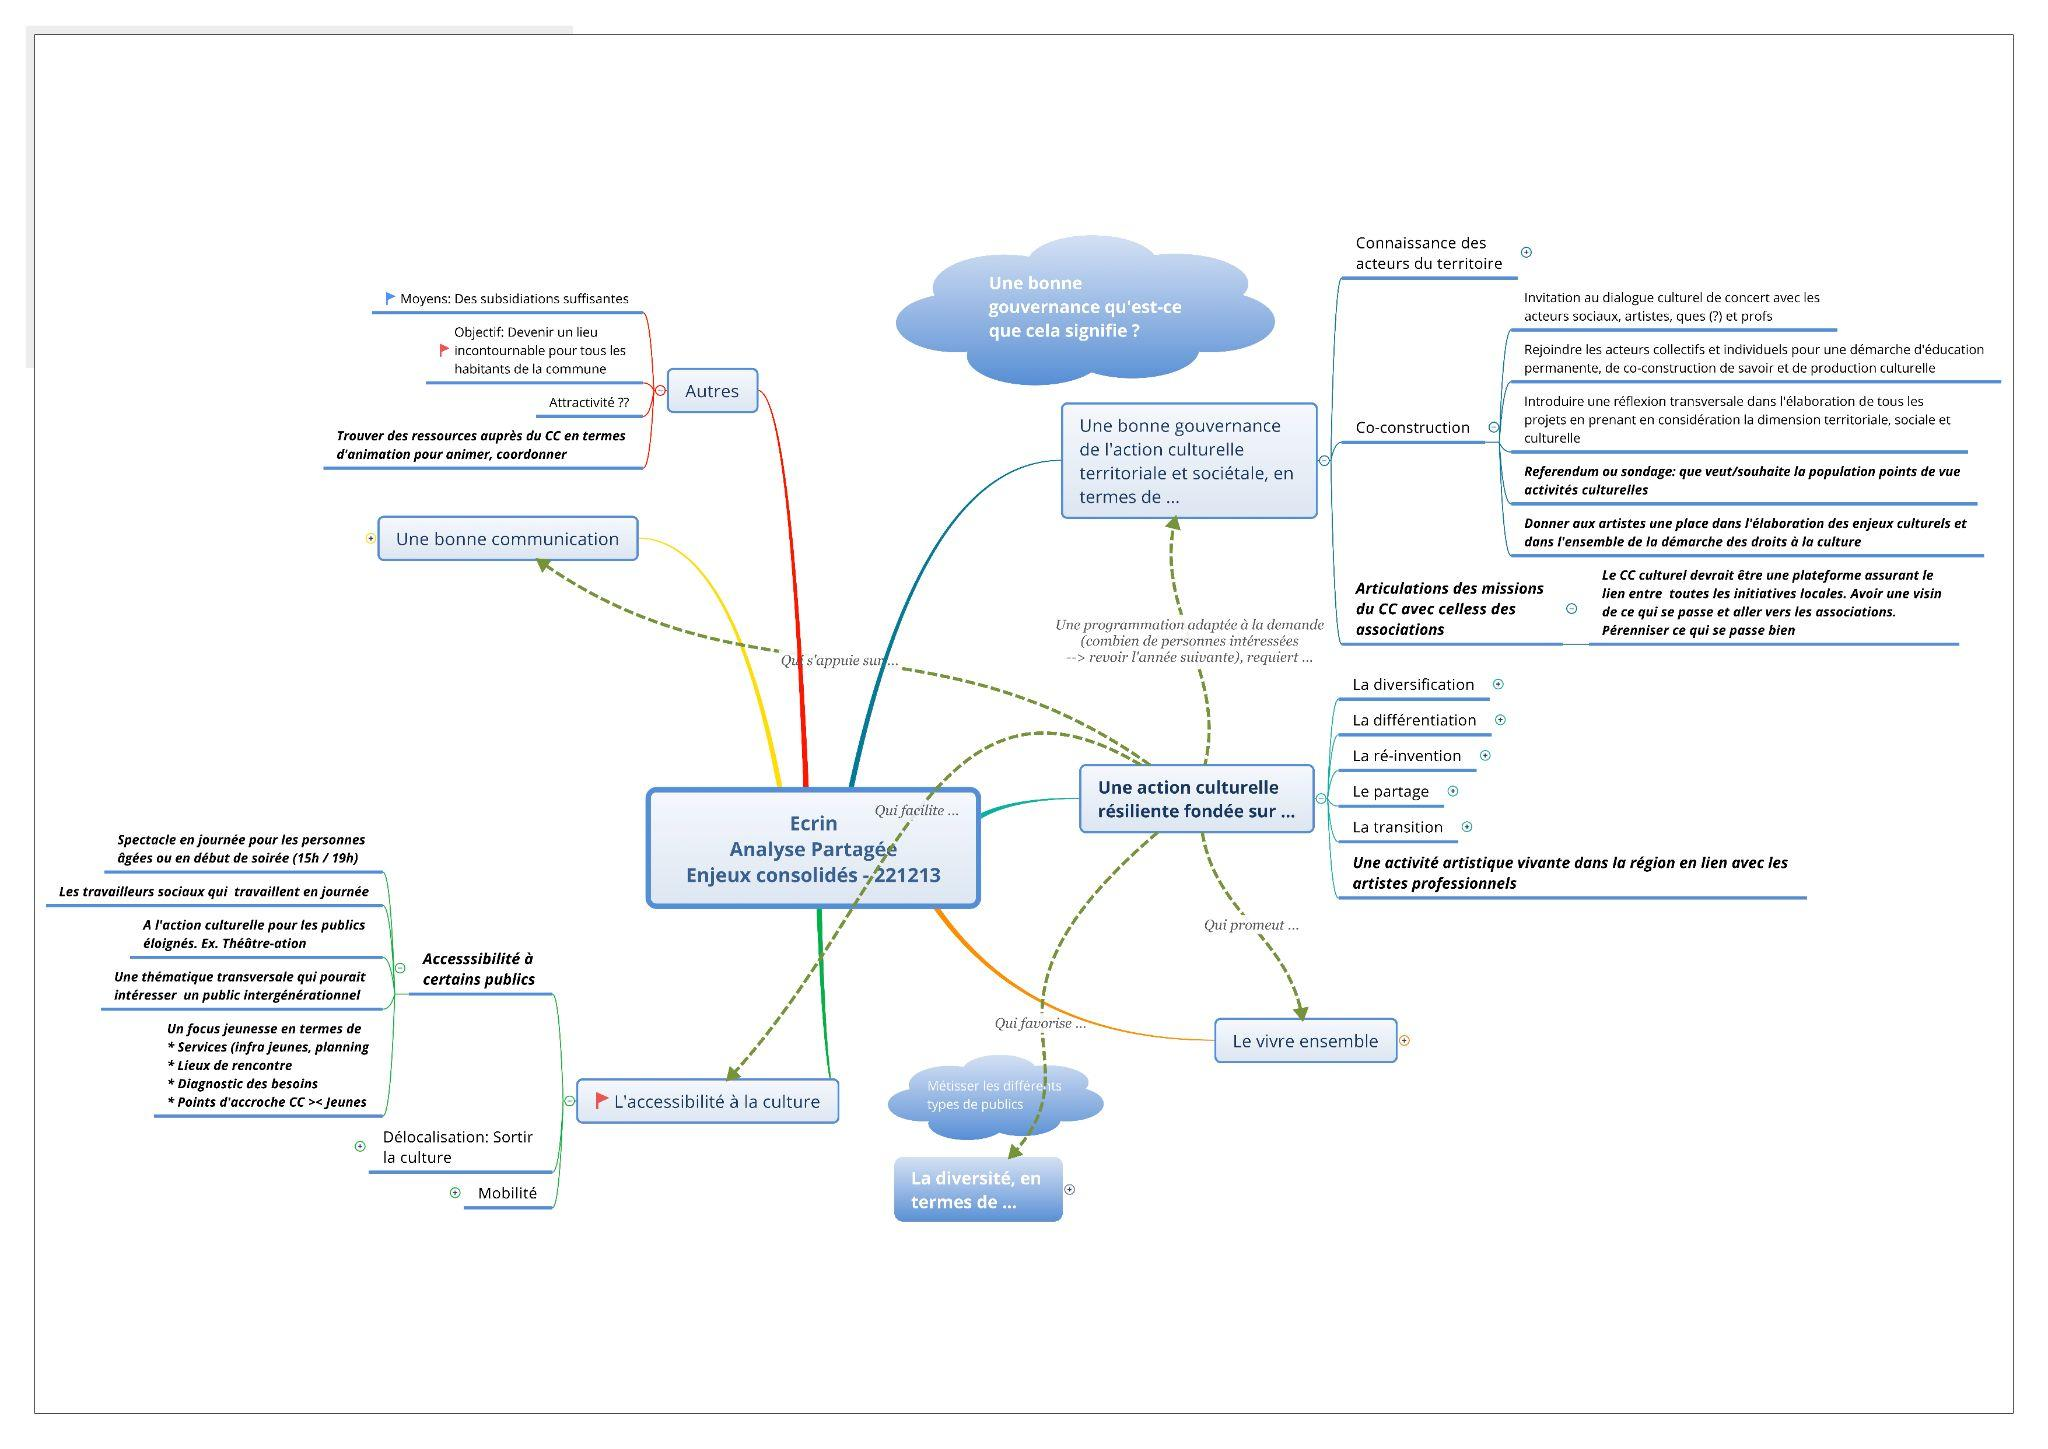 Une bonne
gouvernance qu'est-ce
que cela signifie ?
Connaissance des
acteurs du territoire
Invitation au dialogue culturel de concert avec les
acteurs sociaux, artistes, ques (?) et profs
Rejoindre les acteurs collectifs et individuels pour une démarche d'éducation
permanente, de co-construction de savoir et de production culturelle
Introduire une réflexion transversale dans l'élaboration de tous les
projets en prenant en considération la dimension territoriale, sociale et
culturelle
Co-construction
Referendum ou sondage: que veut/souhaite la population points de vue
activités culturelles
Donner aux artistes une place dans l'élaboration des enjeux culturels et
dans l'ensemble de la démarche des droits à la culture
Une bonne gouvernance
de l'action culturelle
territoriale et sociétale, en
termes de ...
Articulations des missions
du CC avec celless des
associations
Le CC culturel devrait être une plateforme assurant le
lien entre  toutes les initiatives locales. Avoir une visin
de ce qui se passe et aller vers les associations.
Pérenniser ce qui se passe bien
Moyens: Des subsidiations suffisantes
Objectif: Devenir un lieu
incontournable pour tous les
habitants de la commune
Attractivité ??
Trouver des ressources auprès du CC en termes
d'animation pour animer, coordonner
Autres
Une bonne communication
Qui s'appuie sur ...
Une programmation adaptée à la demande
(combien de personnes intéressées
--> revoir l'année suivante), requiert ...
La diversification
La différentiation
La ré-invention
Le partage
La transition
Une activité artistique vivante dans la région en lien avec les
artistes professionnels
Une action culturelle
résiliente fondée sur ...
Qui facilite ...
Ecrin
Analyse Partagée
Enjeux consolidés - 221213
Spectacle en journée pour les personnes
âgées ou en début de soirée (15h / 19h)
Les travailleurs sociaux qui  travaillent en journée
A l'action culturelle pour les publics
éloignés. Ex. Théâtre-ation
Une thématique transversale qui pourait
intéresser  un public intergénérationnel
Un focus jeunesse en termes de
* Services (infra jeunes, planning
* Lieux de rencontre
* Diagnostic des besoins
* Points d'accroche CC >< Jeunes
Accesssibilité à
certains publics
Délocalisation: Sortir
la culture
Mobilité
L'accessibilité à la culture
Qui promeut ...
Qui favorise ...
Le vivre ensemble
Métisser les différents
types de publics
La diversité, en
termes de ...